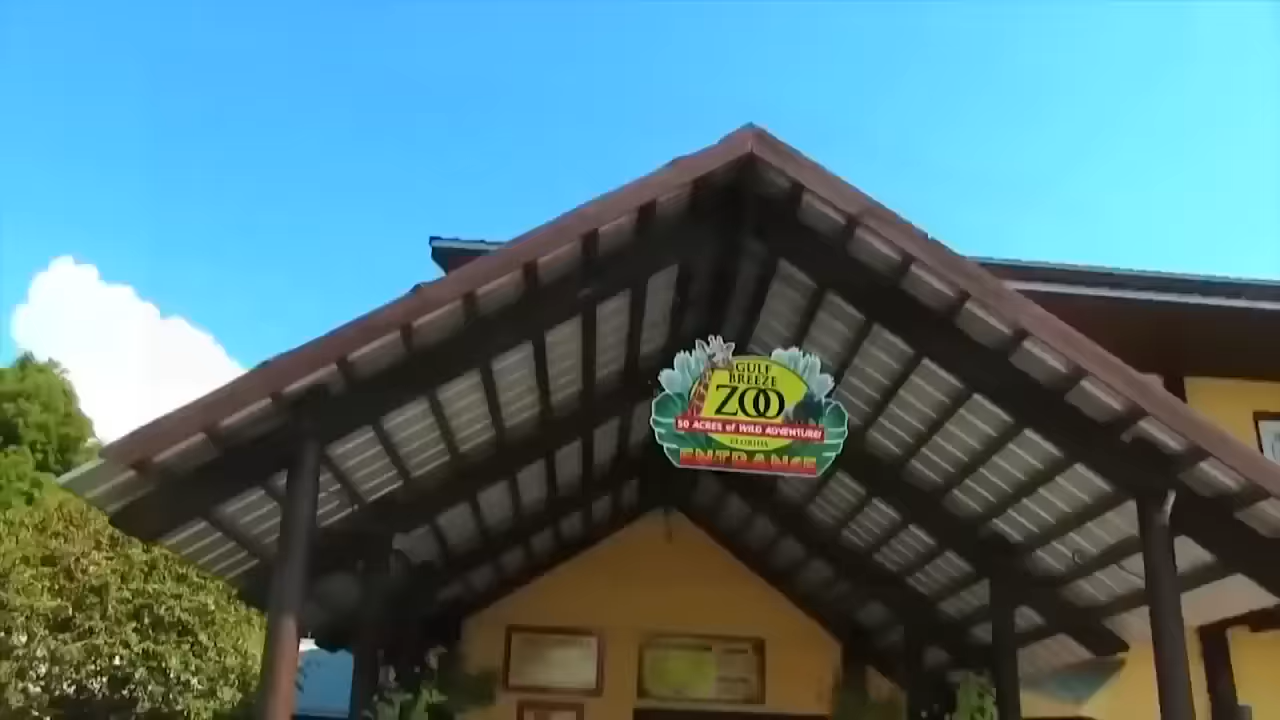 GULF
BREEZE
ZOO
50 ACRES of WILD ADVENTURE!
FLORIDA
ENTRANCE